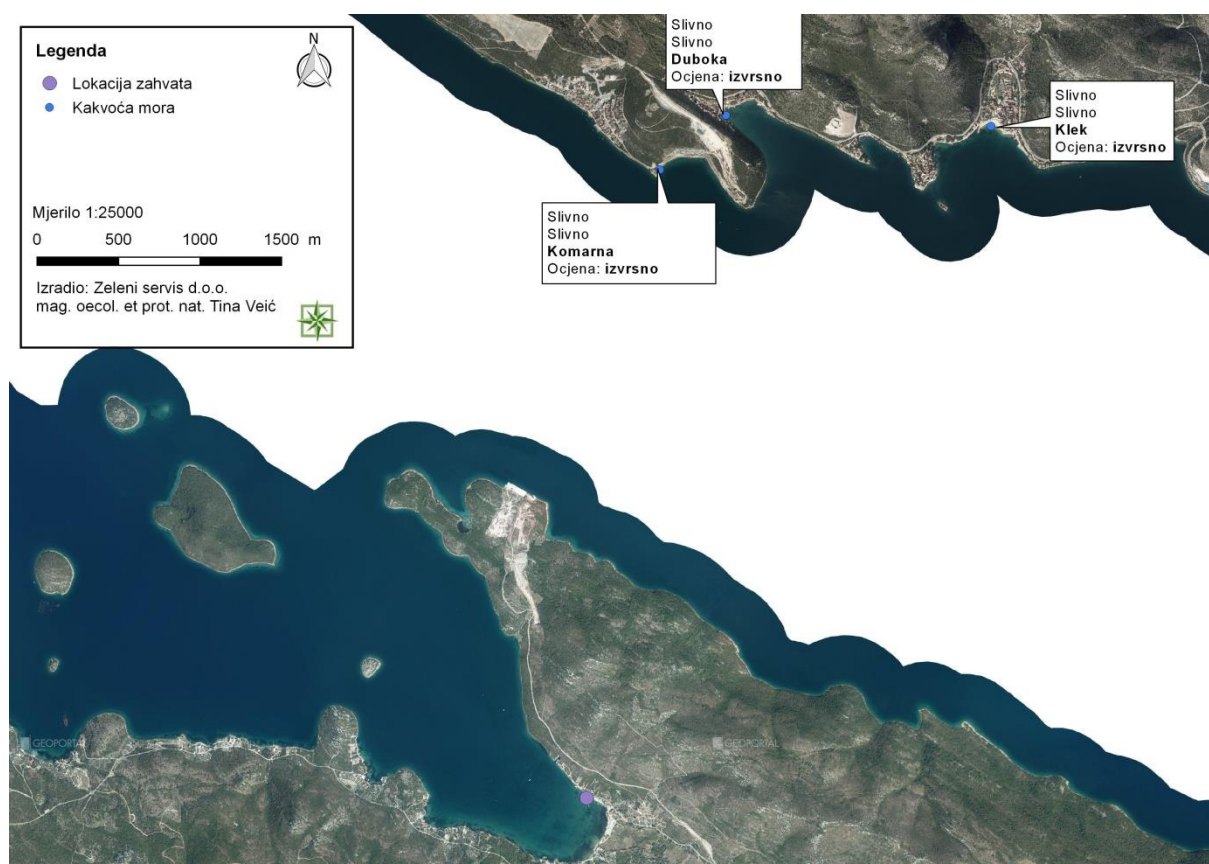 Legenda
N
Lokacija zahvata
Kakvoća mora
Mjerilo 1:25000
0 500 1000 1500 m
Izradio: Zeleni servis d.o.o.
mag. oecol. et prot. nat. Tina Veić
Slivno
Slivno
Duboka
Ocjena: izvrsno
Slivno
Slivno
Klek
Ocjena: izvrsno
Slivno
Slivno
Komarna
Ocjena: izvrsno
GEOPORTAL
GEOPORTAL